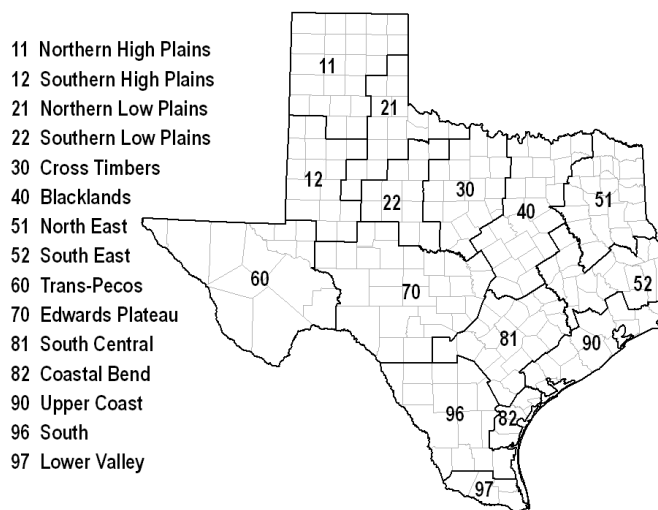 11 Northern High Plains
12 Southern High Plains
21 Northern Low Plains
22 Southern Low Plains
30 Cross Timbers
40 Blacklands
51 North East
52 South East
60 Trans-Pecos
70 Edwards Plateau
81 South Central
82 Coastal Bend
90 Upper Coast
96 South
97 Lower Valley
11
21
12
22
30
40
51
60
70
52
81
90
96
82
97